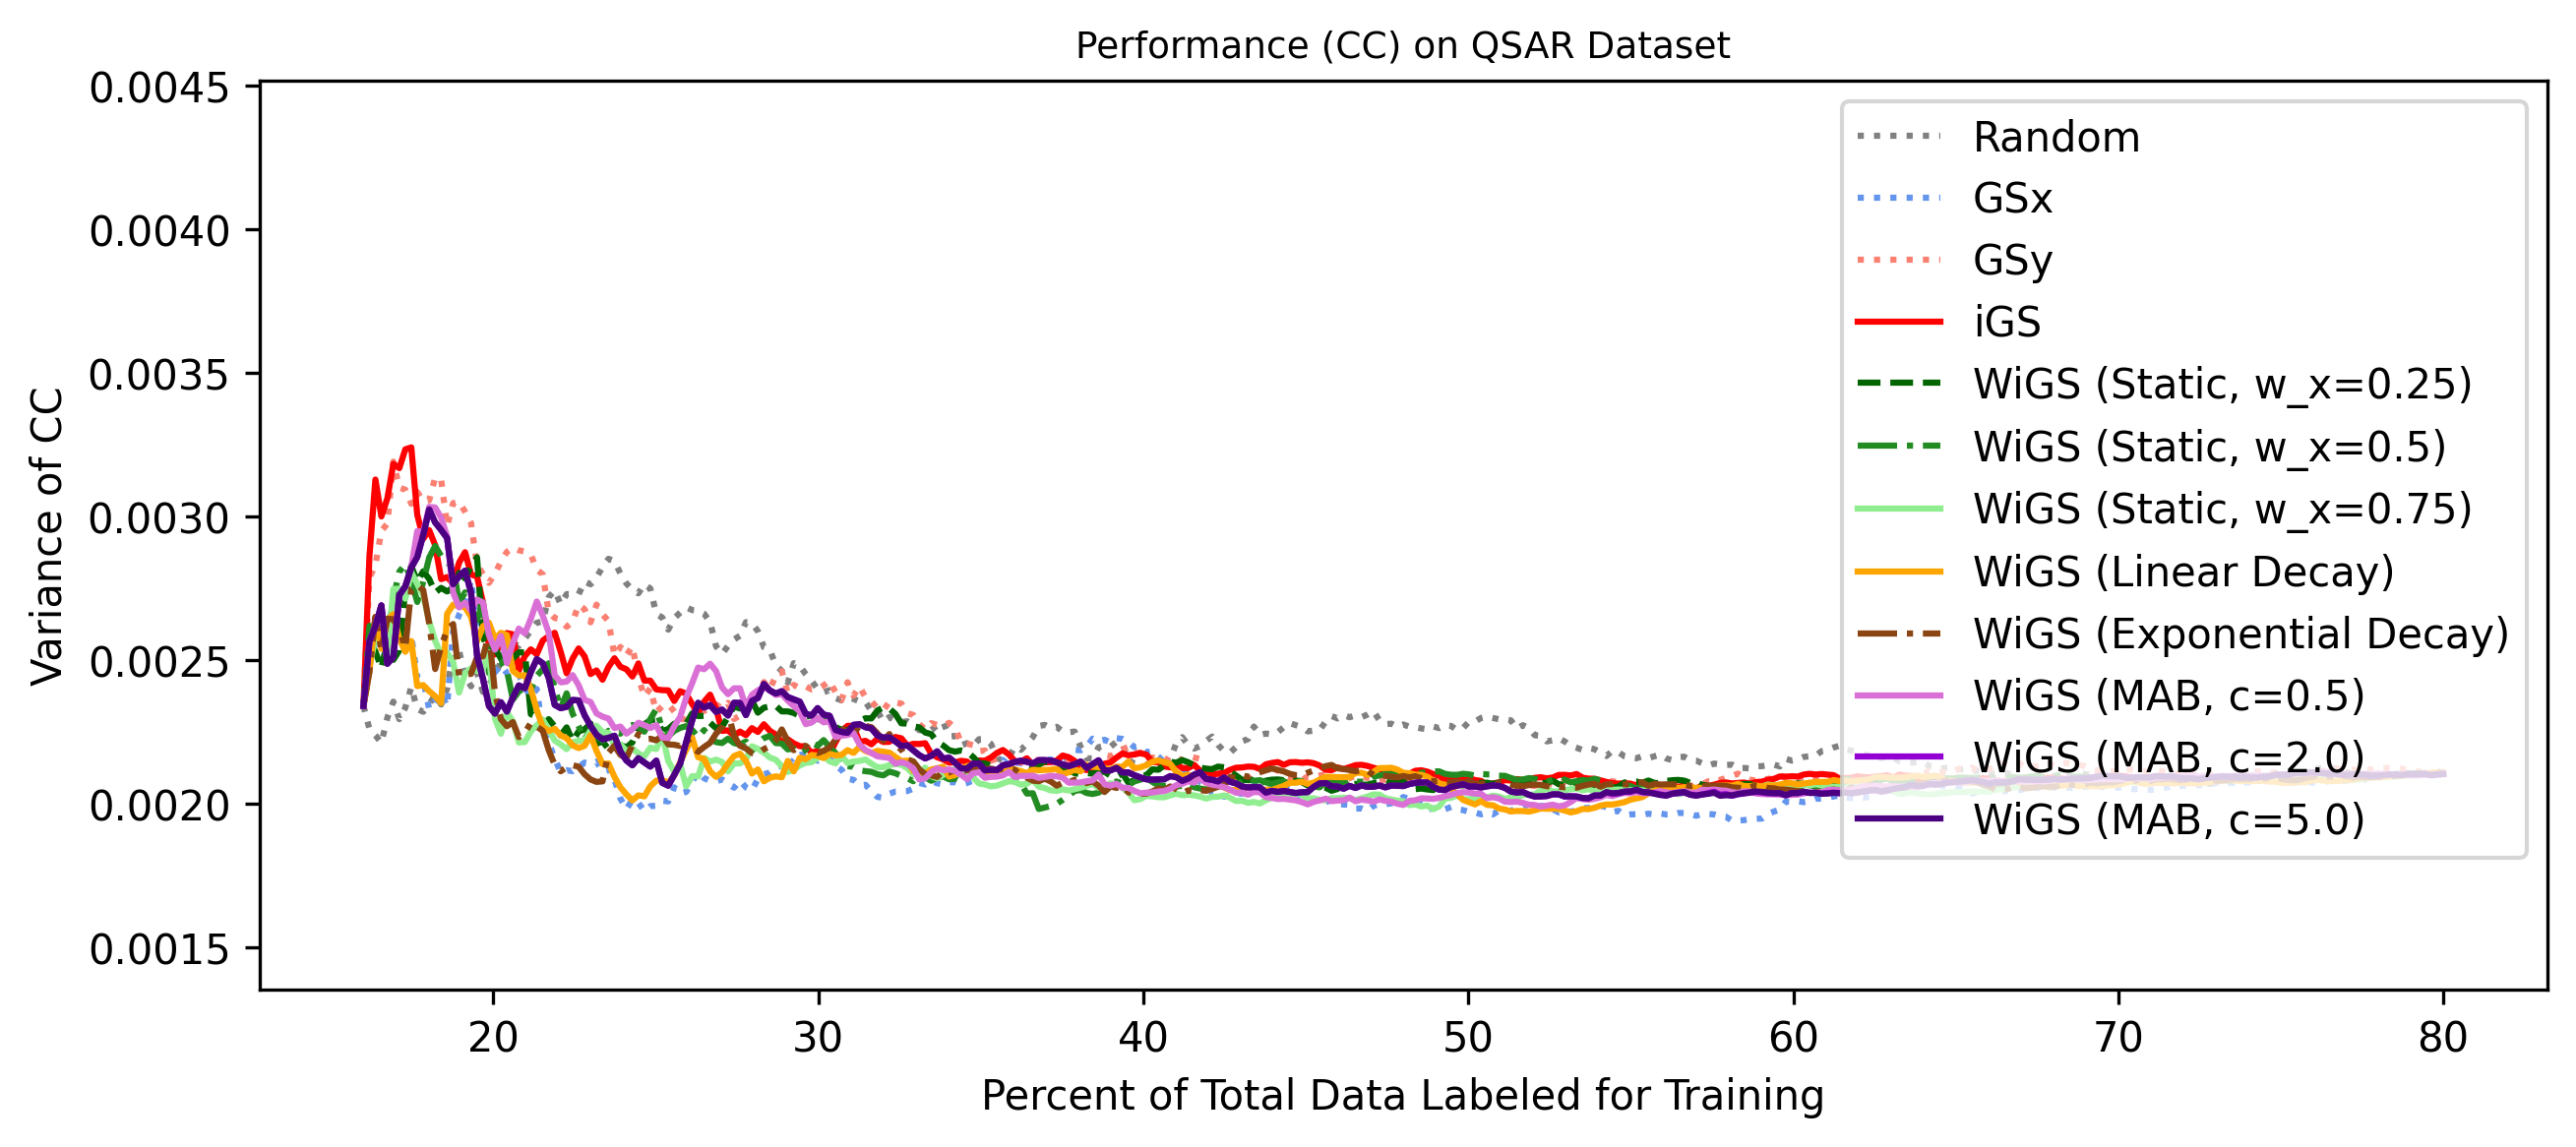 Performance (CC) on QSAR Dataset
Variance of CC
0.0045
0.0040
0.0035
0.0030
0.0025
0.0020
0.0015
20
30
40
50
60
70
80
Percent of Total Data Labeled for Training
Random
GSx
GSy
iGS
WiGS (Static, w_x=0.25)
WiGS (Static, w_x=0.5)
WiGS (Static, w_x=0.75)
WiGS (Linear Decay)
WiGS (Exponential Decay)
WiGS (MAB, c=0.5)
WiGS (MAB, c=2.0)
WiGS (MAB, c=5.0)